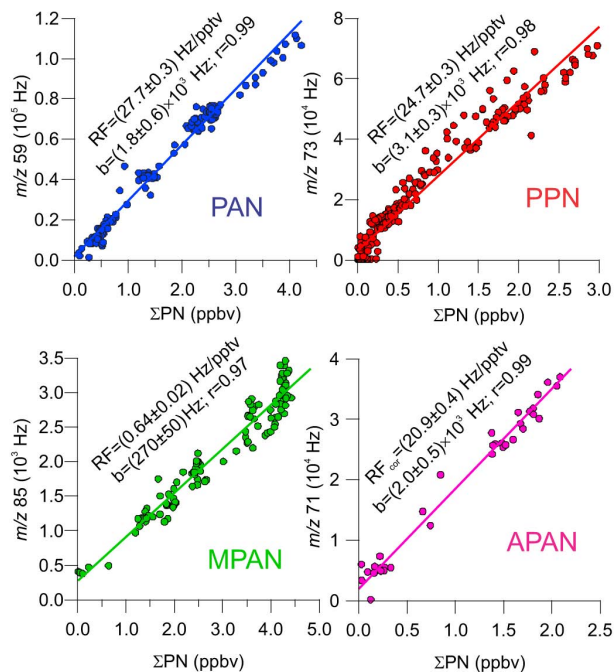 RF=(27.7±0.3) Hz/pptv
b=(1.8±0.6)×10³ Hz; r=0.99
m/z 59 (10⁵ Hz)
1.2
1.0
0.8
0.6
0.4
0.2
0.0
PAN
0.0 1.0 2.0 3.0 4.0
ΣPN (ppbv)
RF=(24.7±0.3) Hz/pptv
b=(3.1±0.3)×10³ Hz; r=0.98
m/z 73 (10⁴ Hz)
8
6
4
2
0
PPN
0.0 0.5 1.0 1.5 2.0 2.5 3.0
ΣPN (ppbv)
RF=(0.64±0.02) Hz/pptv
b=(270±50)Hz; r=0.97
m/z 85 (10³ Hz)
3.5
3.0
2.5
2.0
1.5
1.0
0.5
0.0
MPAN
0.0 1.0 2.0 3.0 4.0 5.0
ΣPN (ppbv)
RF cor=(20.9±0.4) Hz/pptv
b=(2.0±0.5)×10³ Hz; r=0.99
m/z 71 (10⁴ Hz)
4
3
2
1
0
APAN
0.0 0.5 1.0 1.5 2.0 2.5
ΣPN (ppbv)